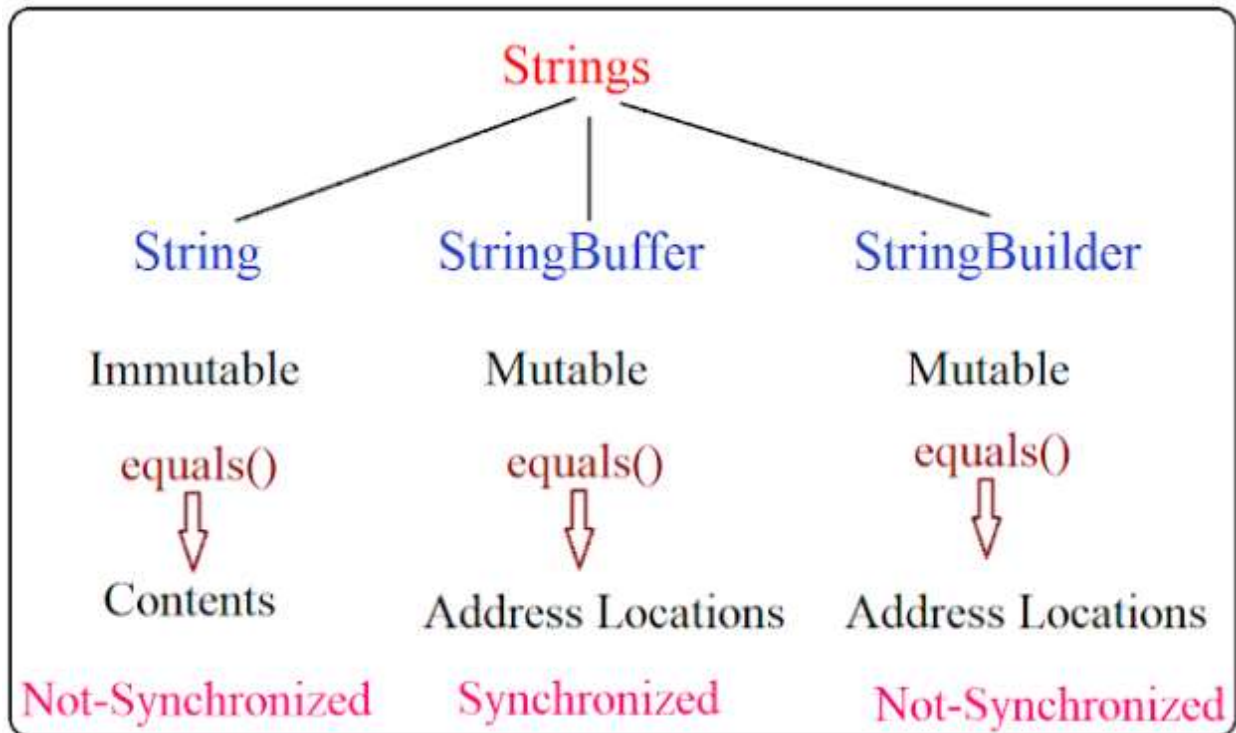 Strings
String StringBuffer StringBuilder
Immutable Mutable Mutable
equals() equals() equals()
Contents Address Locations Address Locations
Not-Synchronized Synchronized Not-Synchronized